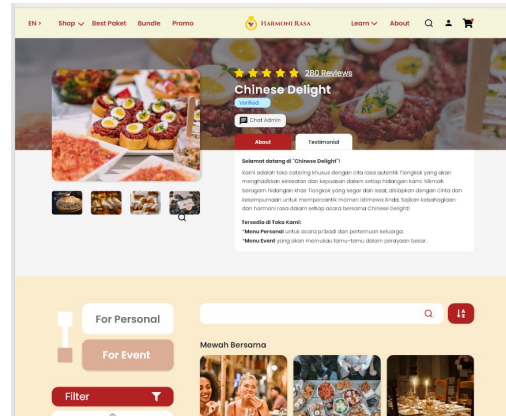 EN >
Shop
Best Paket
Bundle
Promo
HARMONI RASA
Learn
About
280 Reviews
Chinese Delight
Verified
Chat Admin
About
Testimonial
Selamat datang di "Chinese Delight"!
Kami adalah toko catering khusus dengan cita rasa autentik Tiongkok yang akan
menghadirkan kelezatan dan kepuasan dalam setiap hidangan kami. Nikmati
beragam hidangan khas Tiongkok yang segar dan lezat, disiapkan dengan cinta dan
kesempurnaan untuk mempercantik momen istimewa Anda. Sajikan kebahagiaan
dan harmoni rasa dalam setiap acara bersama Chinese Delight!
Tersedia di Toko Kami:
*Menu Personal untuk acara pribadi dan pertemuan keluarga.
*Menu Event yang akan memukau tamu-tamu dalam perayaan besar.
For Personal
For Event
Mewah Bersama
Filter